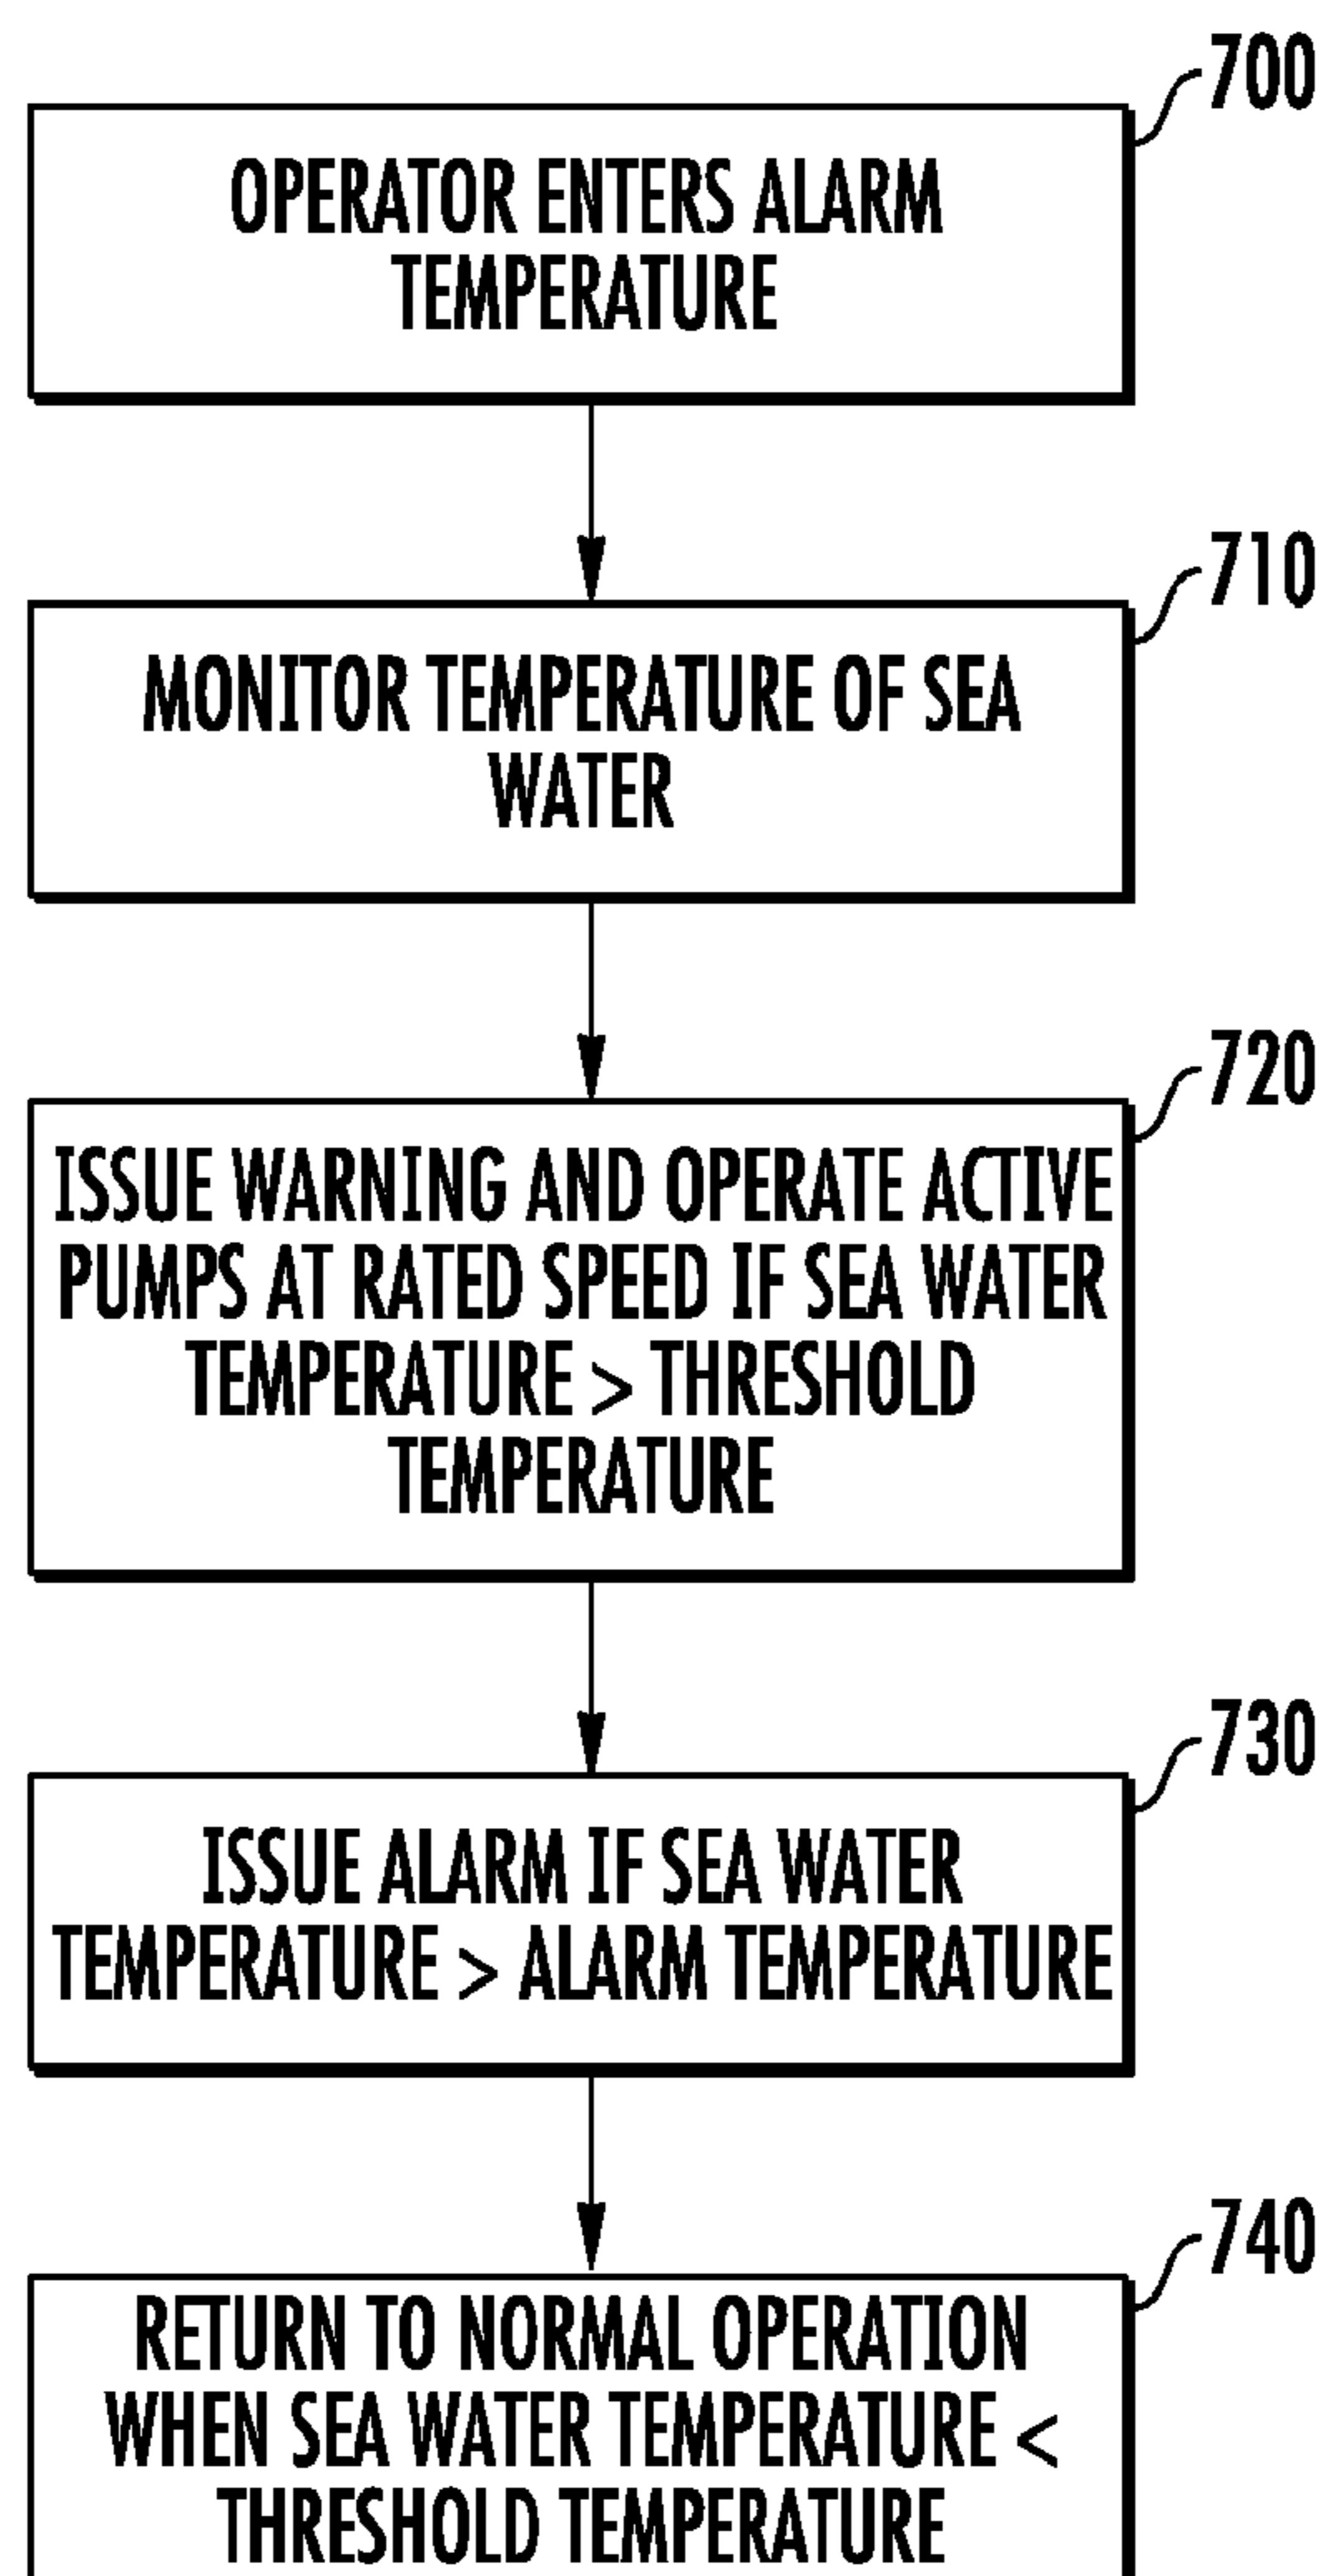 700
OPERATOR ENTERS ALARM
TEMPERATURE
710
MONITOR TEMPERATURE OF SEA
WATER
720
ISSUE WARNING AND OPERATE ACTIVE
PUMPS AT RATED SPEED IF SEA WATER
TEMPERATURE > THRESHOLD
TEMPERATURE
730
ISSUE ALARM IF SEA WATER
TEMPERATURE > ALARM TEMPERATURE
740
RETURN TO NORMAL OPERATION
WHEN SEA WATER TEMPERATURE <
THRESHOLD TEMPERATURE